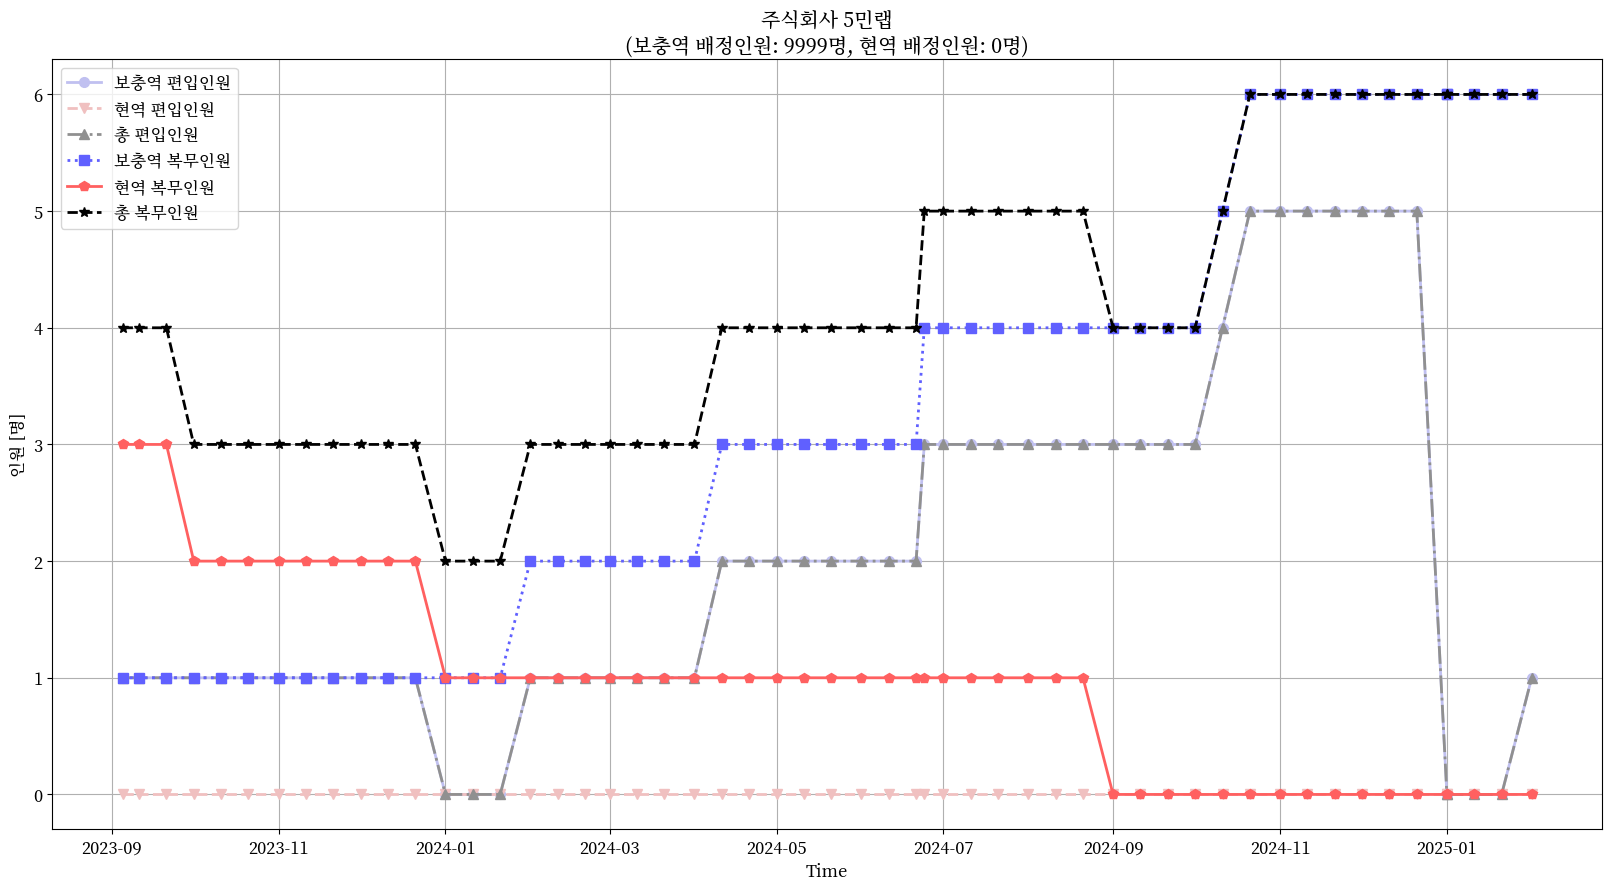 주식회사 5민랩
(보충역 배정인원: 9999명, 현역 배정인원: 0명)
보충역 편입인원
현역 편입인원
총 편입인원
보충역 복무인원
현역 복무인원
총 복무인원
인원 [명]
6
5
4
3
2
1
0
2023-09
2023-11
2024-01
2024-03
2024-05
2024-07
2024-09
2024-11
2025-01
Time